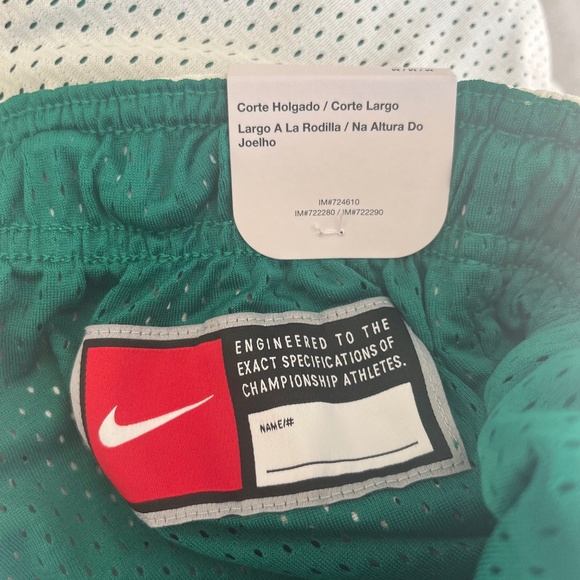 Corte Holgado / Corte Largo
Largo A La Rodilla / Na Altura Do
Joelho
IM#724610
IM#722280 / IM#722290
ENGINEERED TO THE
EXACT SPECIFICATIONS OF
CHAMPIONSHIP ATHLETES.
NAME/#